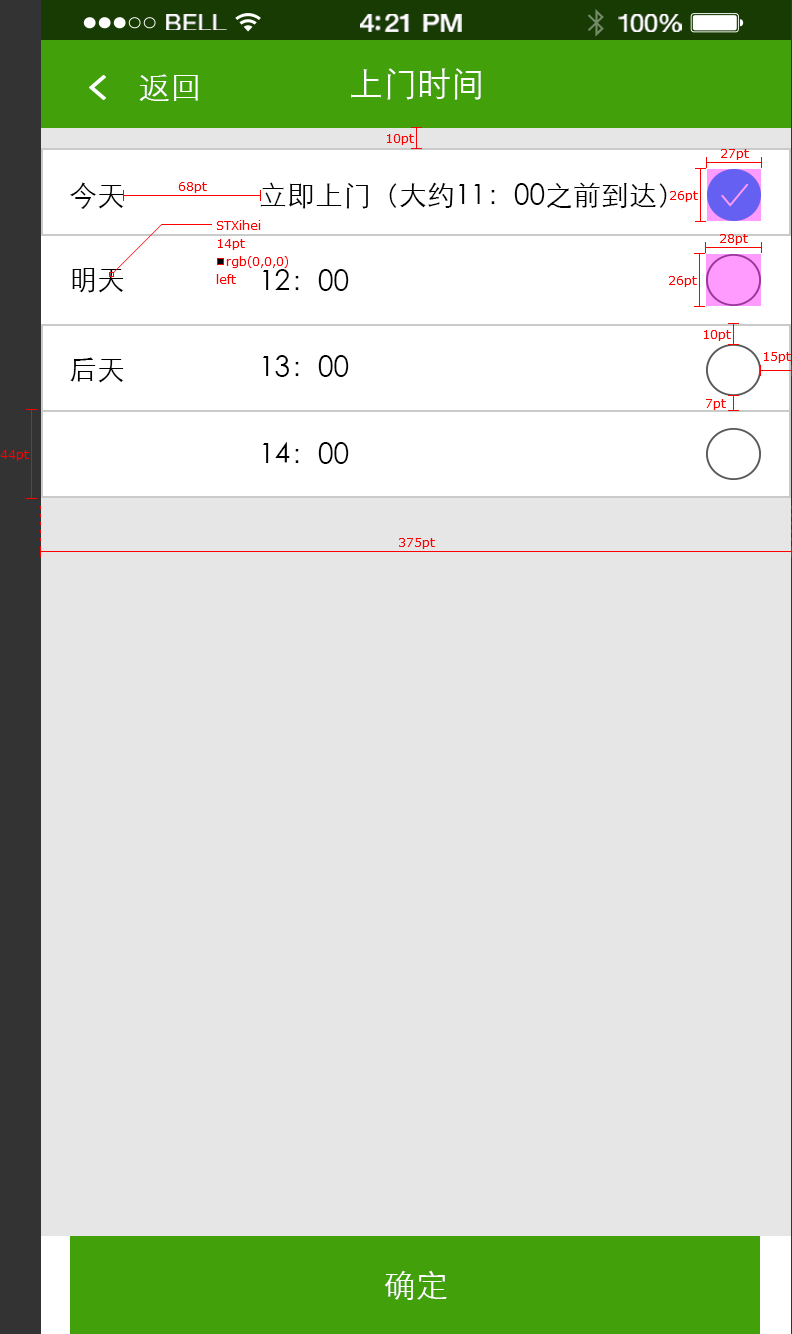 BELL 4:21 PM 100%
返回 上门时间
10pt
27pt
今天 68pt 立即上门（大约11：00之前到达） 26pt
STXihei
14pt
rgb(0,0,0)
left
28pt
明天 12：00 26pt
10pt
后天 13：00 15pt
7pt
44pt 14：00
375pt
确定